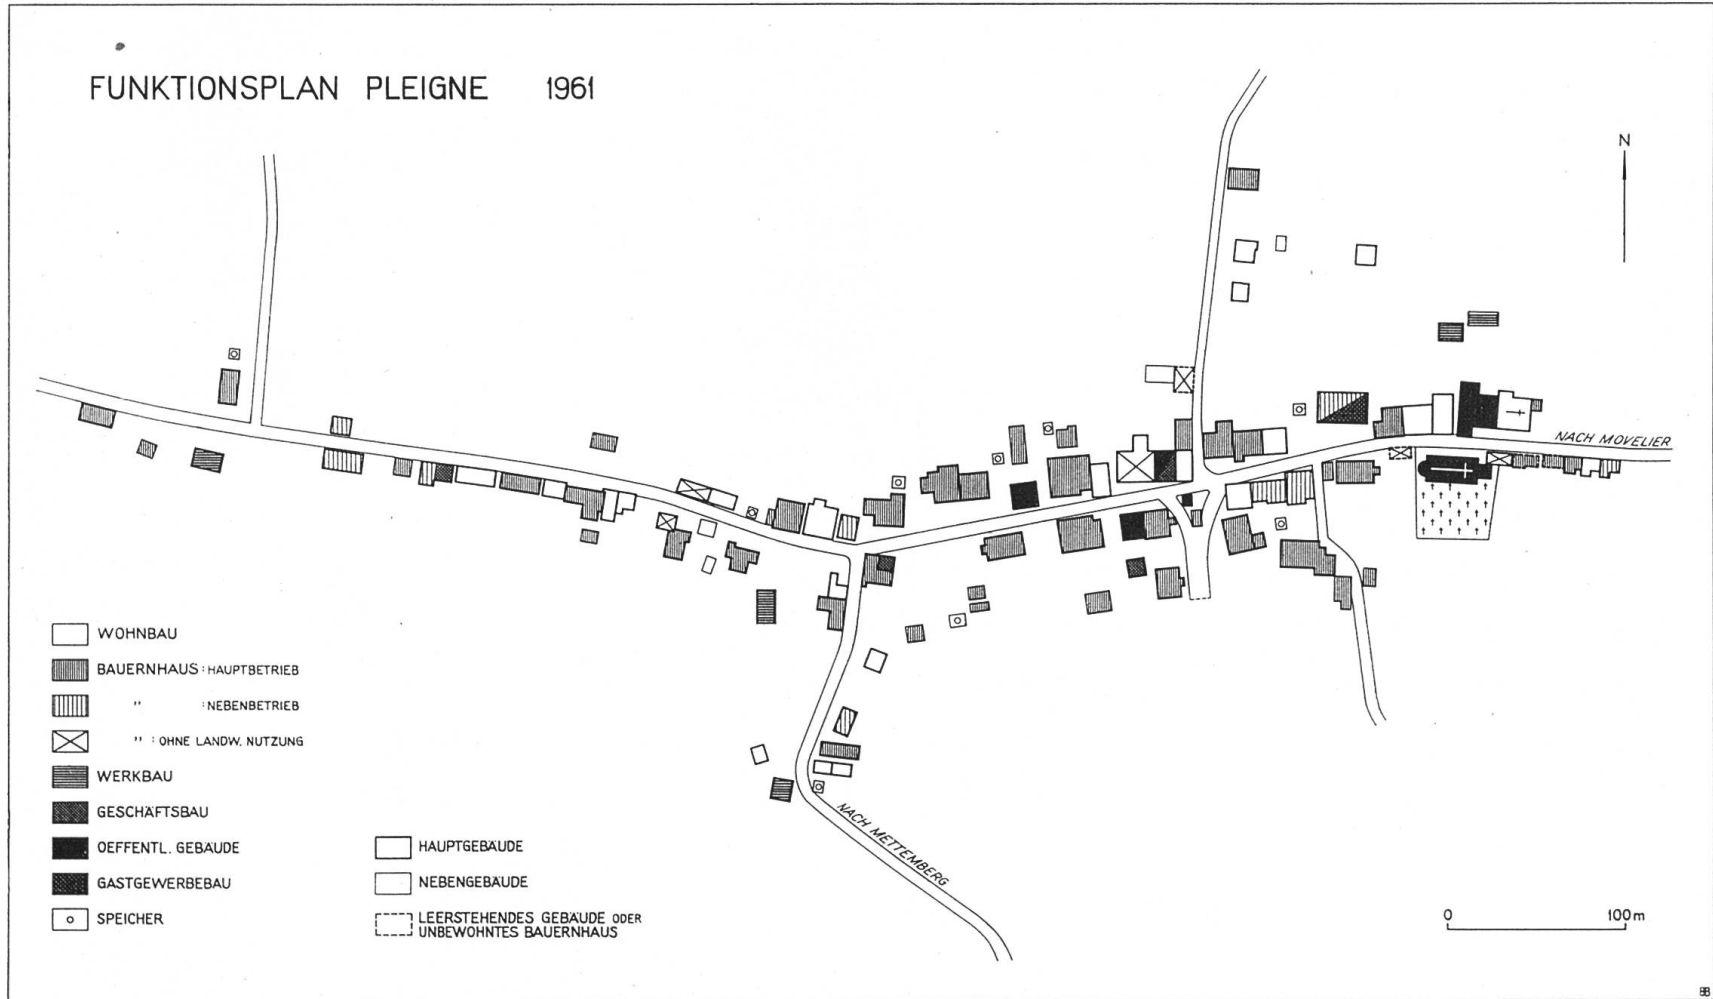 FUNKTIONSPLAN PLEIGNE 1961
N
NACH MOVELIER
NACH METTEMBERG
WOHNBAU
BAUERNHAUS : HAUPTBETRIEB
" : NEBENBETRIEB
" : OHNE LANDW. NUTZUNG
WERKBAU
GESCHÄFTSBAU
OEFFENTL. GEBÄUDE
GASTGEWERBEBAU
SPEICHER
HAUPTGEBÄUDE
NEBENGEBÄUDE
LEERSTEHENDES GEBÄUDE ODER
UNBEWOHNTES BAUERNHAUS
0 100m